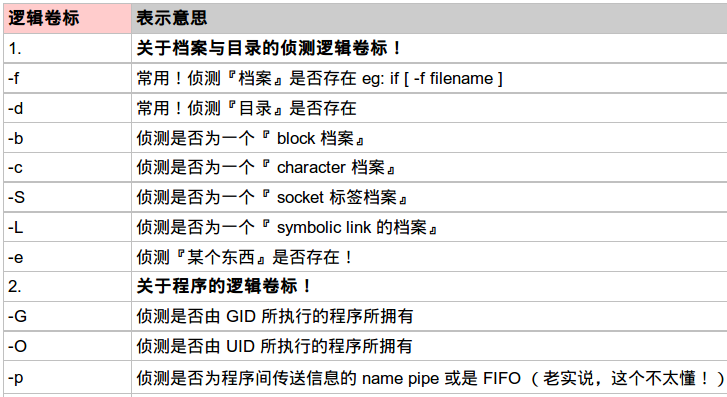 逻辑卷标 表示意思
1. 关于档案与目录的侦测逻辑卷标！
-f 常用！侦测『档案』是否存在 eg: if [ -f filename ]
-d 常用！侦测『目录』是否存在
-b 侦测是否为一个『 block 档案』
-c 侦测是否为一个『 character 档案』
-S 侦测是否为一个『 socket 标签档案』
-L 侦测是否为一个『 symbolic link 的档案』
-e 侦测『某个东西』是否存在！
2. 关于程序的逻辑卷标！
-G 侦测是否由 GID 所执行的程序所拥有
-O 侦测是否由 UID 所执行的程序所拥有
-p 侦测是否为程序间传送信息的 name pipe 或是 FIFO （老实说，这个不太懂！）